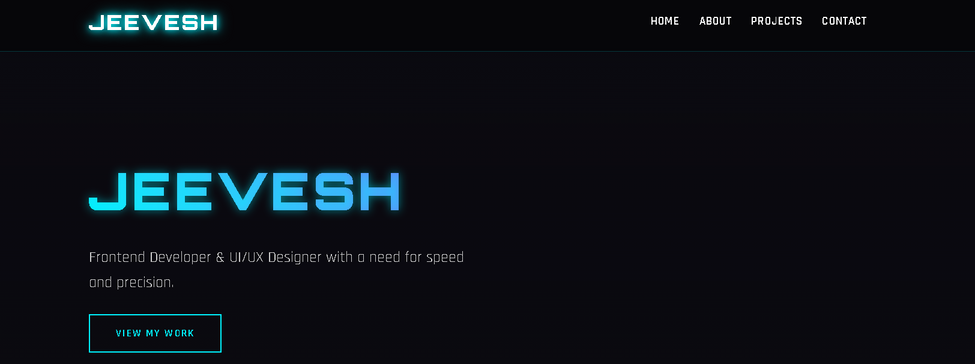 JEEVESH
HOME ABOUT PROJECTS CONTACT
JEEVESH
Frontend Developer & UI/UX Designer with a need for speed
and precision.
VIEW MY WORK